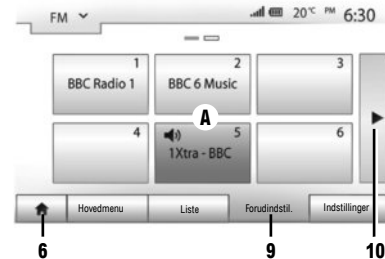 FM 20°C PM 6:30
1 2 3
BBC Radio 1 BBC 6 Music
A
4 5 6
1Xtra - BBC
Hovedmenu Liste Forudindstil. Indstillinger
6 9 10